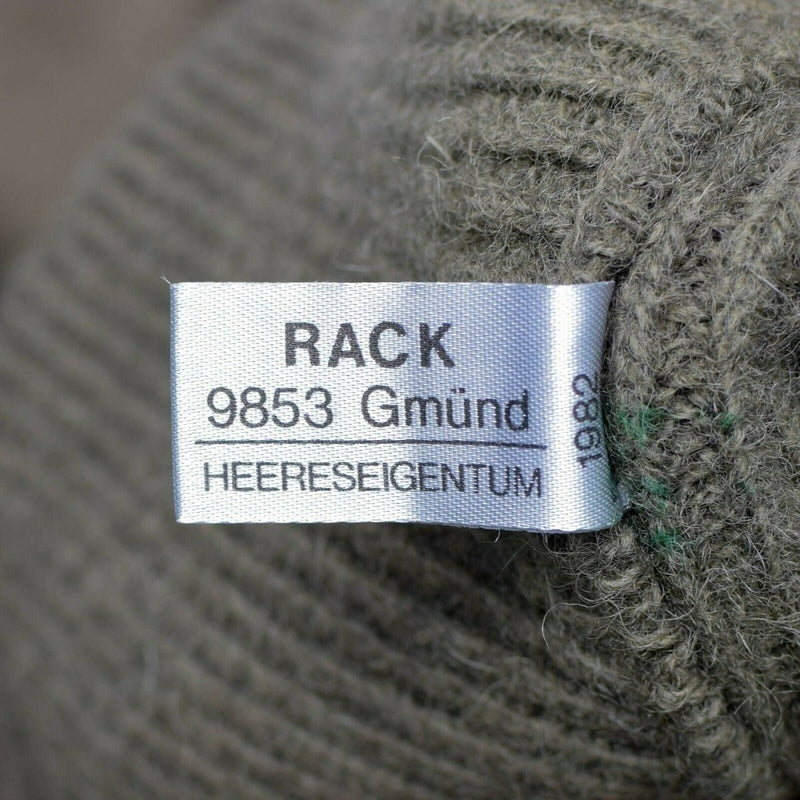 RACK
9853 Gmünd
HEERESEIGENTUM
1982